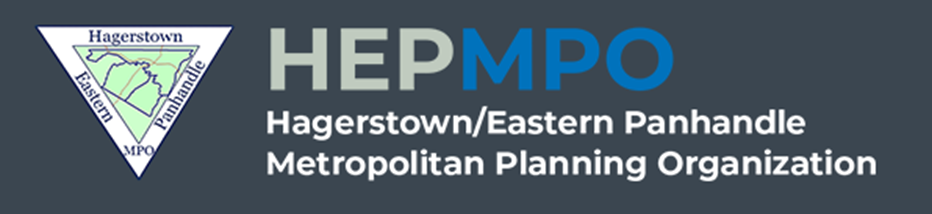 Hagerstown
Eastern
Panhandle
MPO
HEPMPO
Hagerstown/Eastern Panhandle
Metropolitan Planning Organization